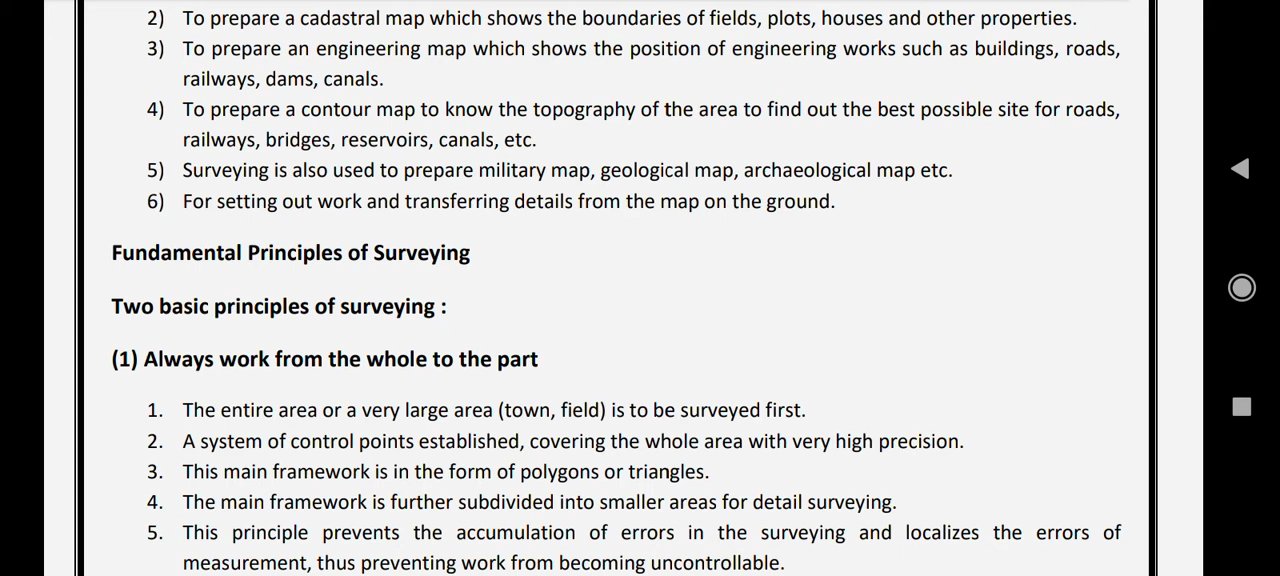 2) To prepare a cadastral map which shows the boundaries of fields, plots, houses and other properties.
3) To prepare an engineering map which shows the position of engineering works such as buildings, roads,
railways, dams, canals.
4) To prepare a contour map to know the topography of the area to find out the best possible site for roads,
railways, bridges, reservoirs, canals, etc.
5) Surveying is also used to prepare military map, geological map, archaeological map etc.
6) For setting out work and transferring details from the map on the ground.
Fundamental Principles of Surveying
Two basic principles of surveying :
(1) Always work from the whole to the part
1. The entire area or a very large area (town, field) is to be surveyed first.
2. A system of control points established, covering the whole area with very high precision.
3. This main framework is in the form of polygons or triangles.
4. The main framework is further subdivided into smaller areas for detail surveying.
5. This principle prevents the accumulation of errors in the surveying and localizes the errors of
measurement, thus preventing work from becoming uncontrollable.